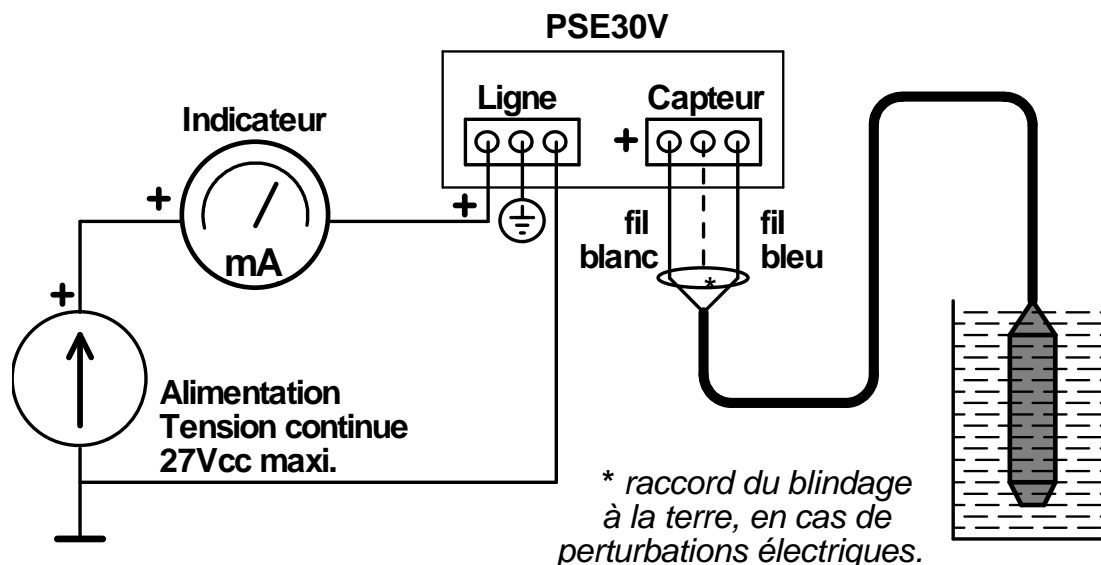 PSE30V
Ligne
Capteur
Indicateur
+
+
+
mA
fil
blanc
fil
bleu
*
+
Alimentation
Tension continue
27Vcc maxi.
* raccord du blindage
à la terre, en cas de
perturbations électriques.